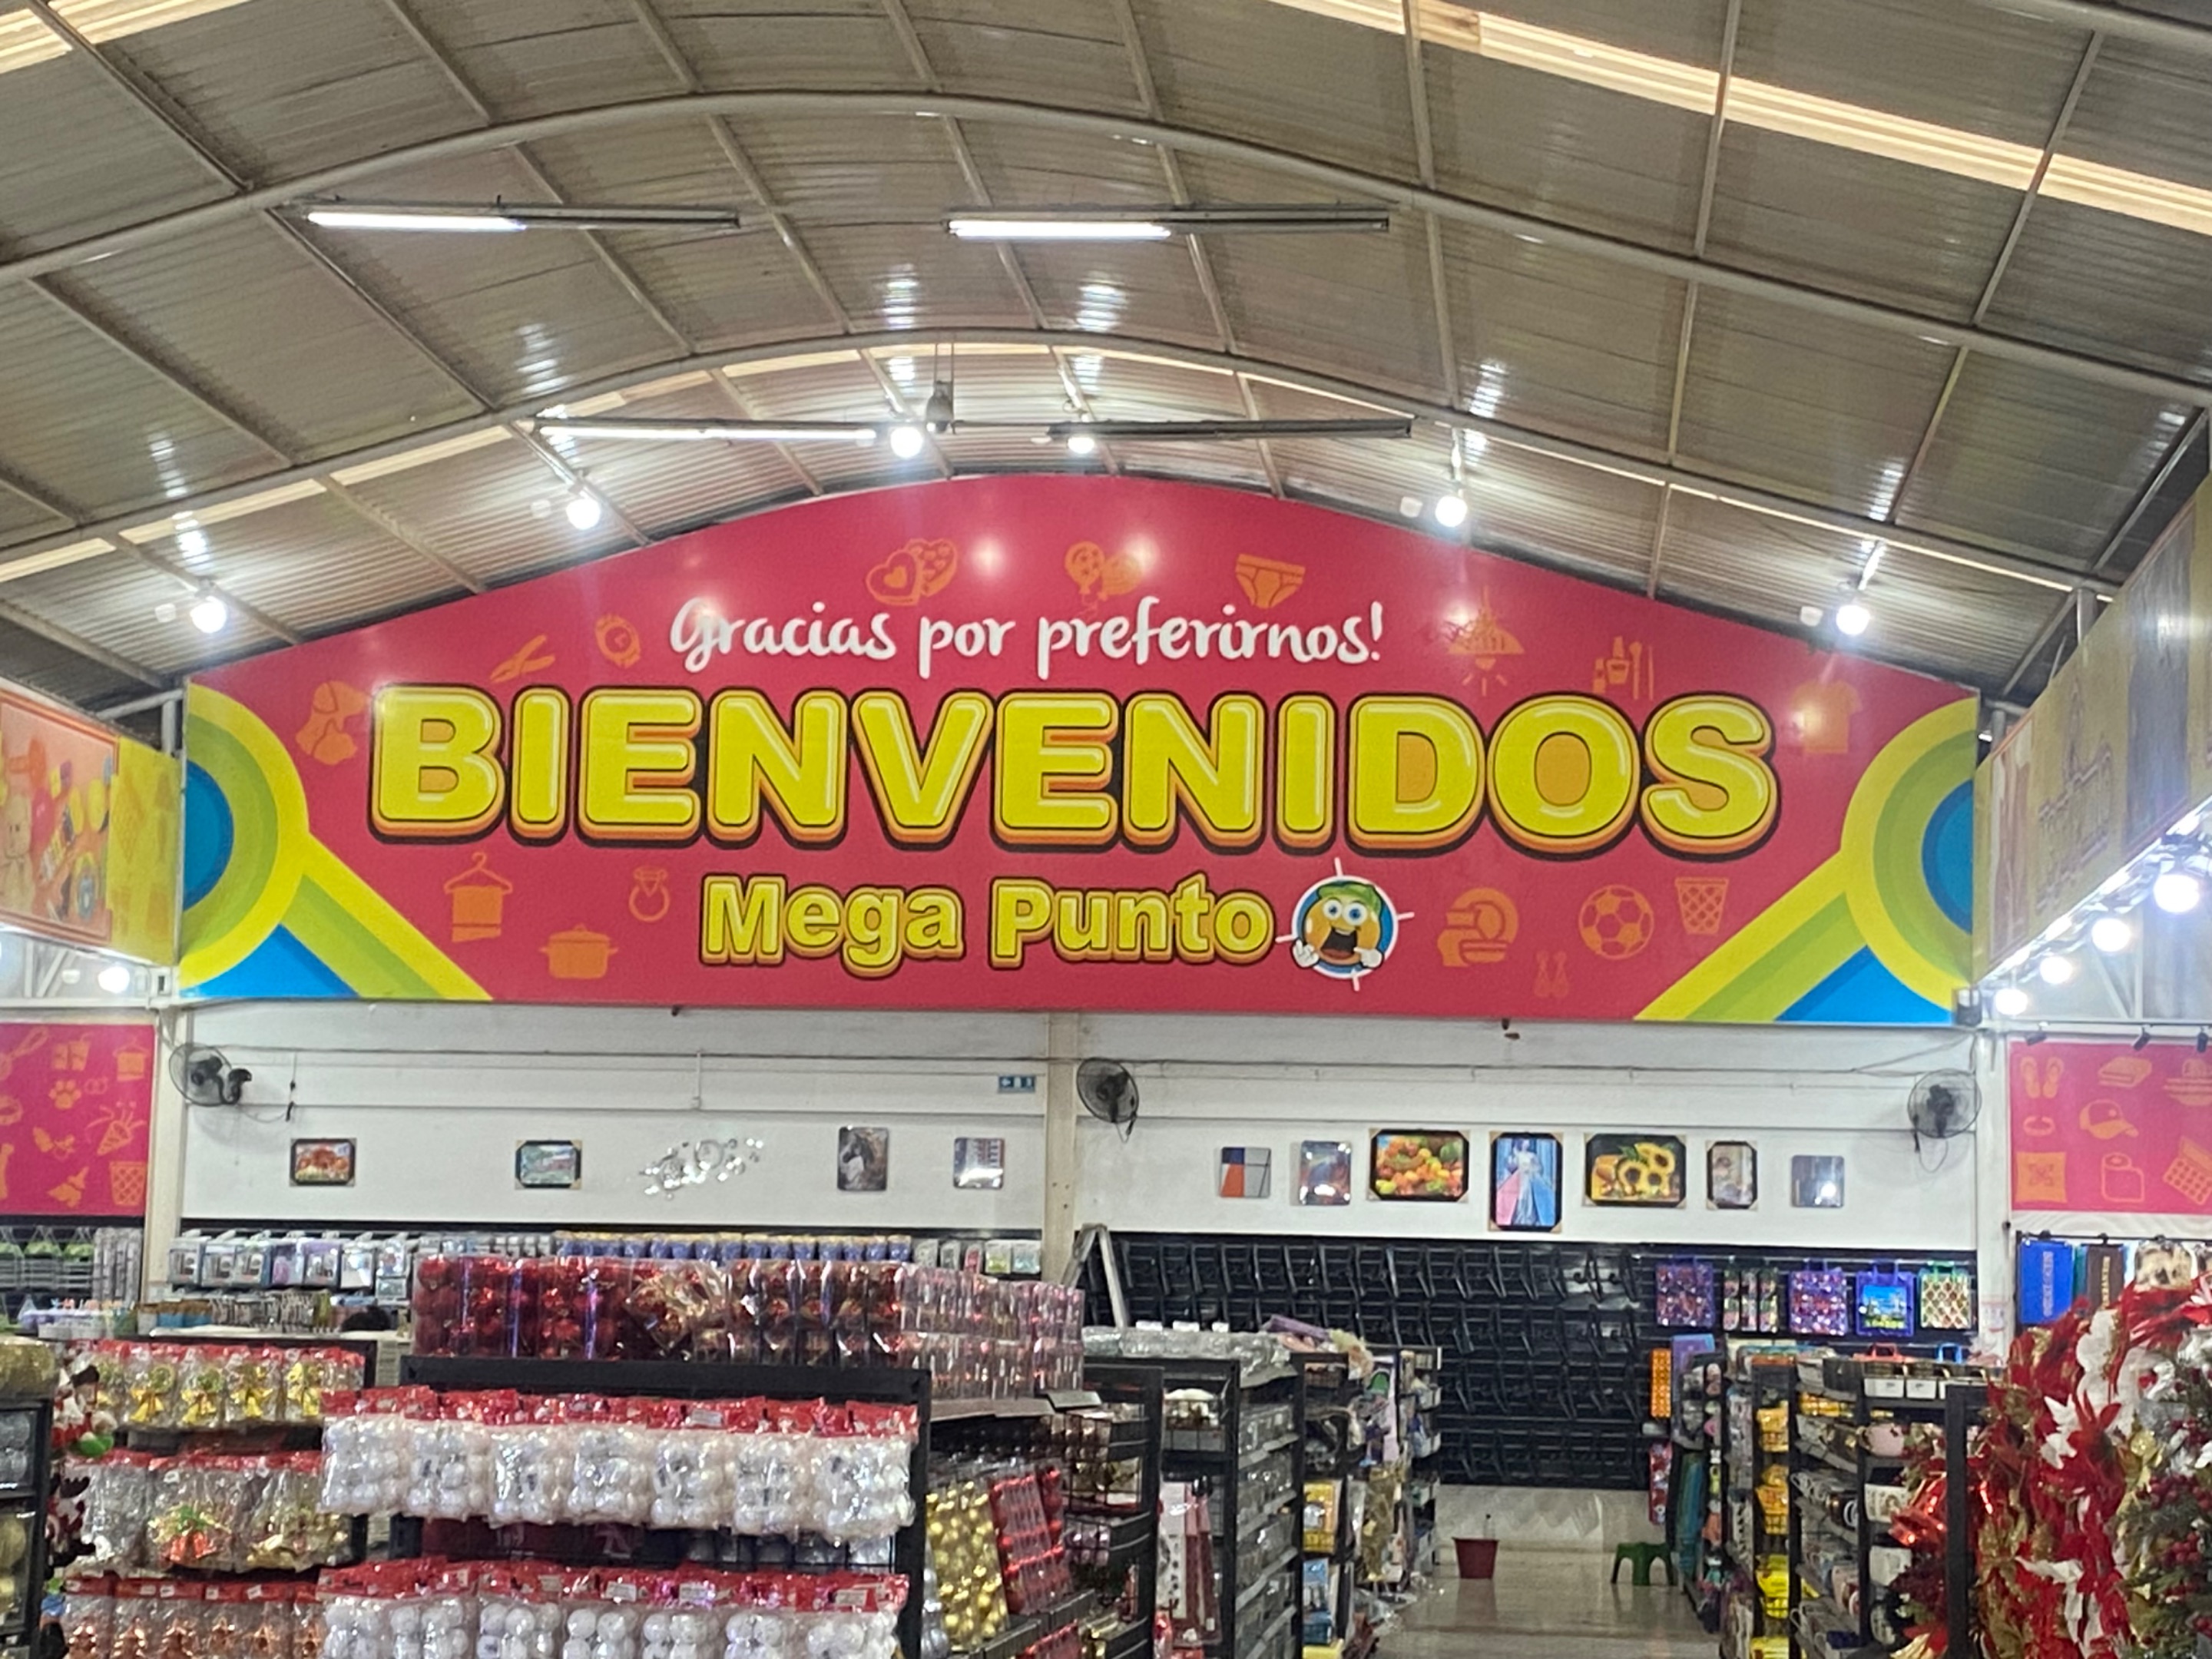 Gracias por preferirnos!
BIENVENIDOS
Mega Punto